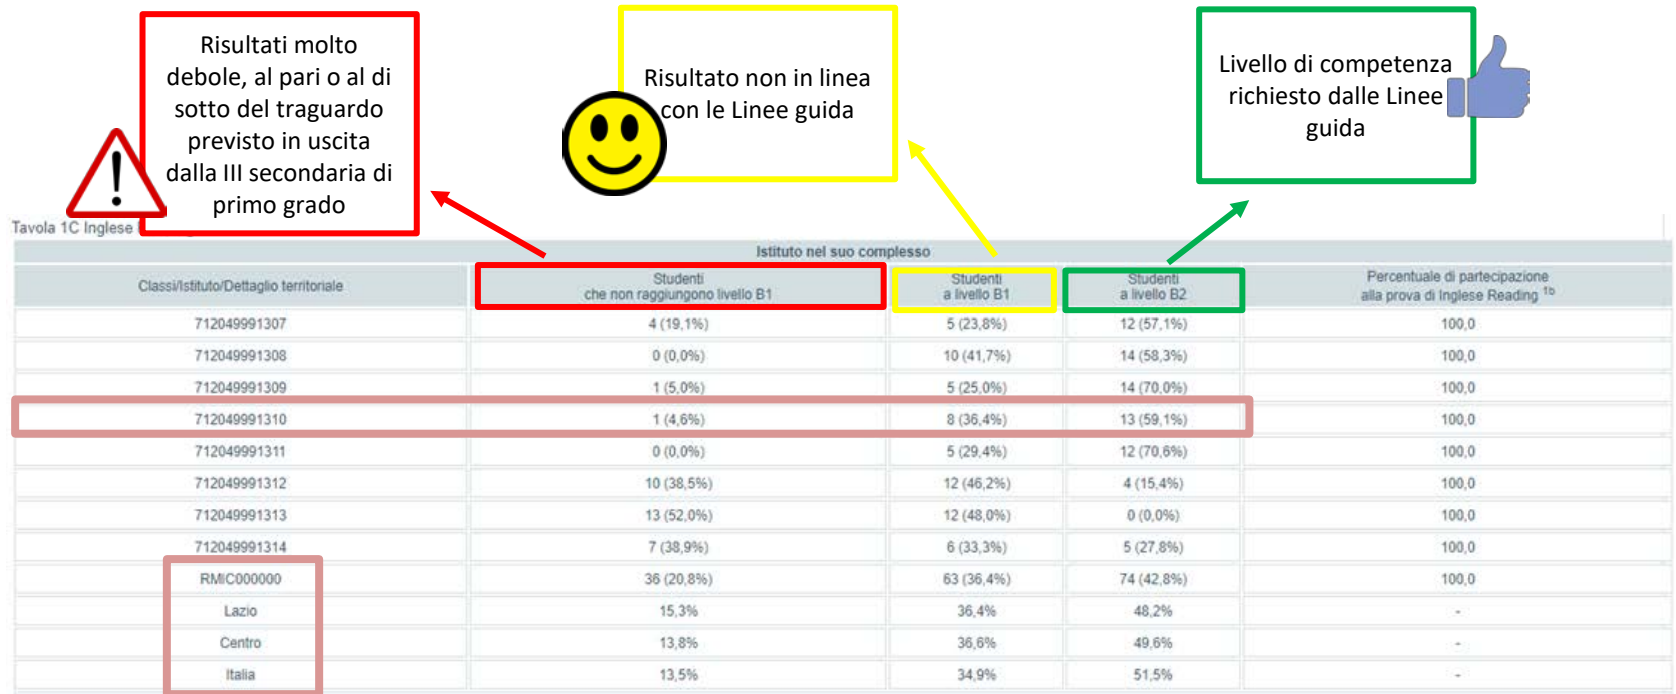 Risultati molto
debole, al pari o al di
sotto del traguardo
previsto in uscita
dalla III secondaria di
primo grado
Risultato non in linea
con le Linee guida
Livello di competenza
richiesto dalle Linee
guida
Tavola 1C Inglese
Istituto nel suo complesso
Classi/Istituto/Dettaglio territoriale
Studenti
che non raggiungono livello B1
Studenti
a livello B1
Studenti
a livello B2
Percentuale di partecipazione
alla prova di Inglese Reading 1b
712049991307 4 (19,1%) 5 (23,8%) 12 (57,1%) 100,0
712049991308 0 (0,0%) 10 (41,7%) 14 (58,3%) 100,0
712049991309 1 (5,0%) 5 (25,0%) 14 (70,0%) 100,0
712049991310 1 (4,6%) 8 (36,4%) 13 (59,1%) 100,0
712049991311 0 (0,0%) 5 (29,4%) 12 (70,6%) 100,0
712049991312 10 (38,5%) 12 (46,2%) 4 (15,4%) 100,0
712049991313 13 (52,0%) 12 (48,0%) 0 (0,0%) 100,0
712049991314 7 (38,9%) 6 (33,3%) 5 (27,8%) 100,0
RMIC000000 36 (20,8%) 63 (36,4%) 74 (42,8%) 100,0
Lazio 15,3% 36,4% 48,2% -
Centro 13,8% 36,6% 49,6% -
Italia 13,5% 34,9% 51,5% -